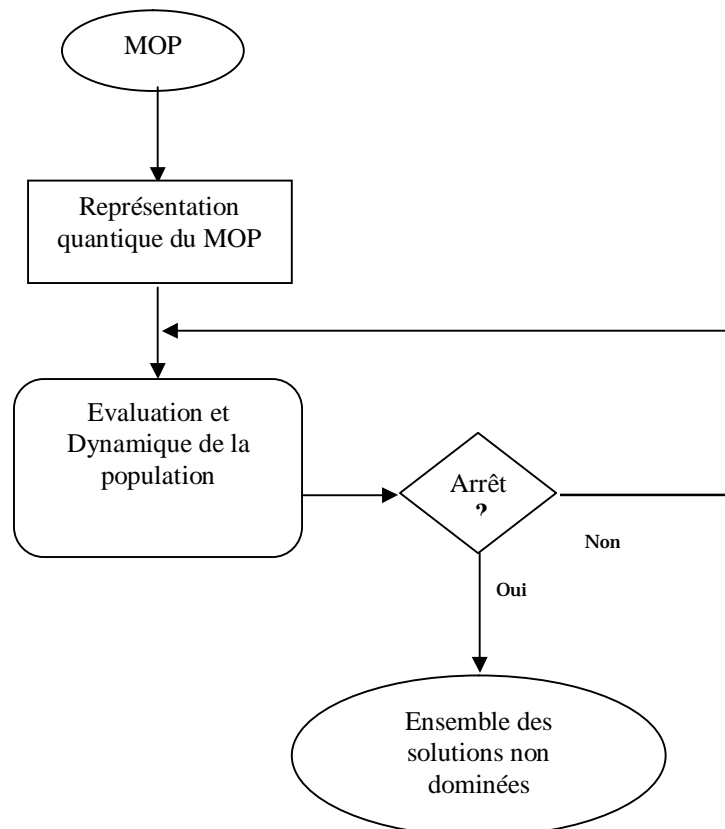 MOP
Représentation
quantique du MOP
Evaluation et
Dynamique de la
population
Arrêt
?
Non
Oui
Ensemble des
solutions non
dominées